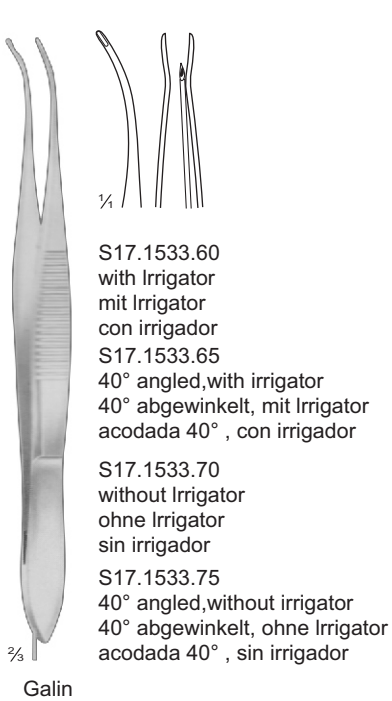 ⅟₁
S17.1533.60
with Irrigator
mit Irrigator
con irrigador
S17.1533.65
40° angled,with irrigator
40° abgewinkelt, mit Irrigator
acodada 40° , con irrigador
S17.1533.70
without Irrigator
ohne Irrigator
sin irrigador
S17.1533.75
40° angled,without irrigator
40° abgewinkelt, ohne Irrigator
acodada 40° , sin irrigador
⅔
Galin